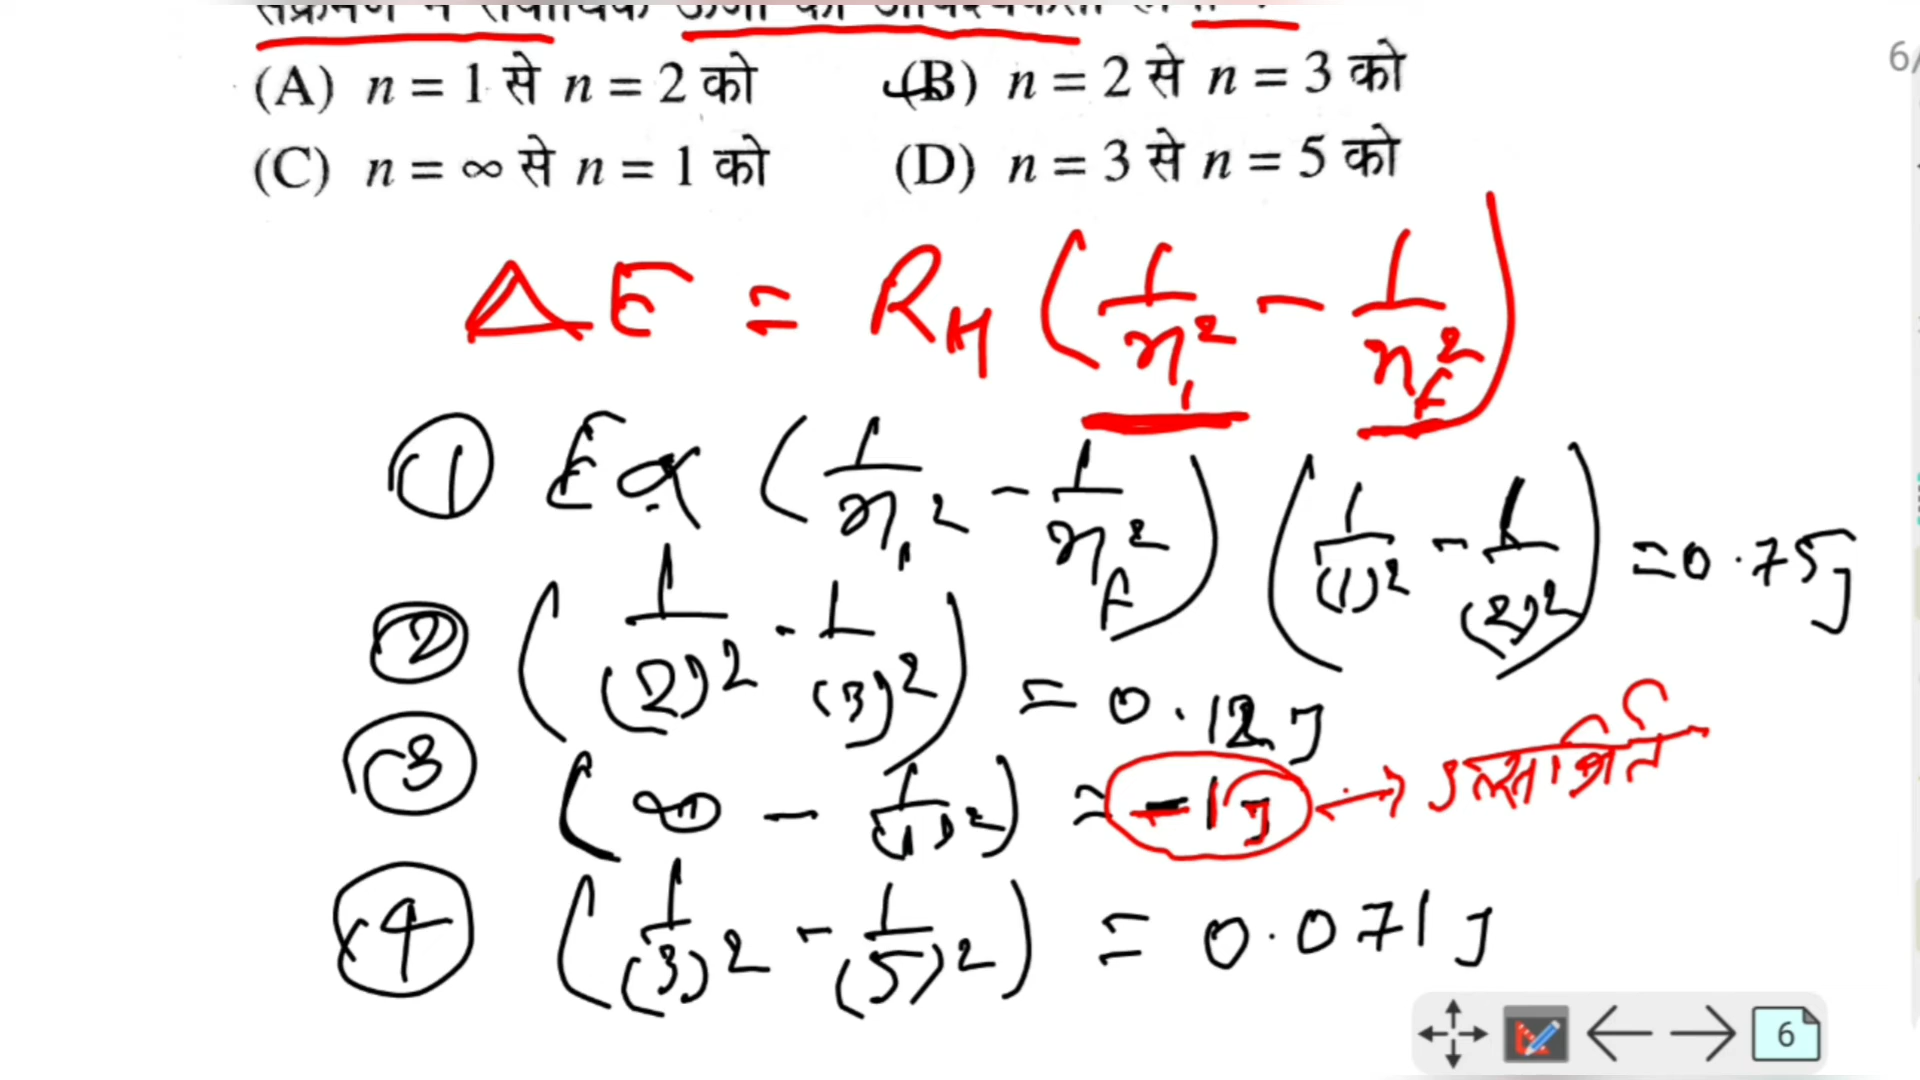 (A) n = 1 से n = 2 को (B) n = 2 से n = 3 को
(C) n = ∞ से n = 1 को (D) n = 3 से n = 5 को
6/
ΔE = R_H (1/n_i² − 1/n_f²)
① E ∝ (1/n_i² − 1/n_f²) (1/(1)² − 1/(2)²) = 0.75 J
② (1/(2)² − 1/(3)²) = 0.12 J
③ (∞ − 1/(1)²) = −1 J → उत्सर्जित
④ (1/(3)² − 1/(5)²) = 0.071 J
6